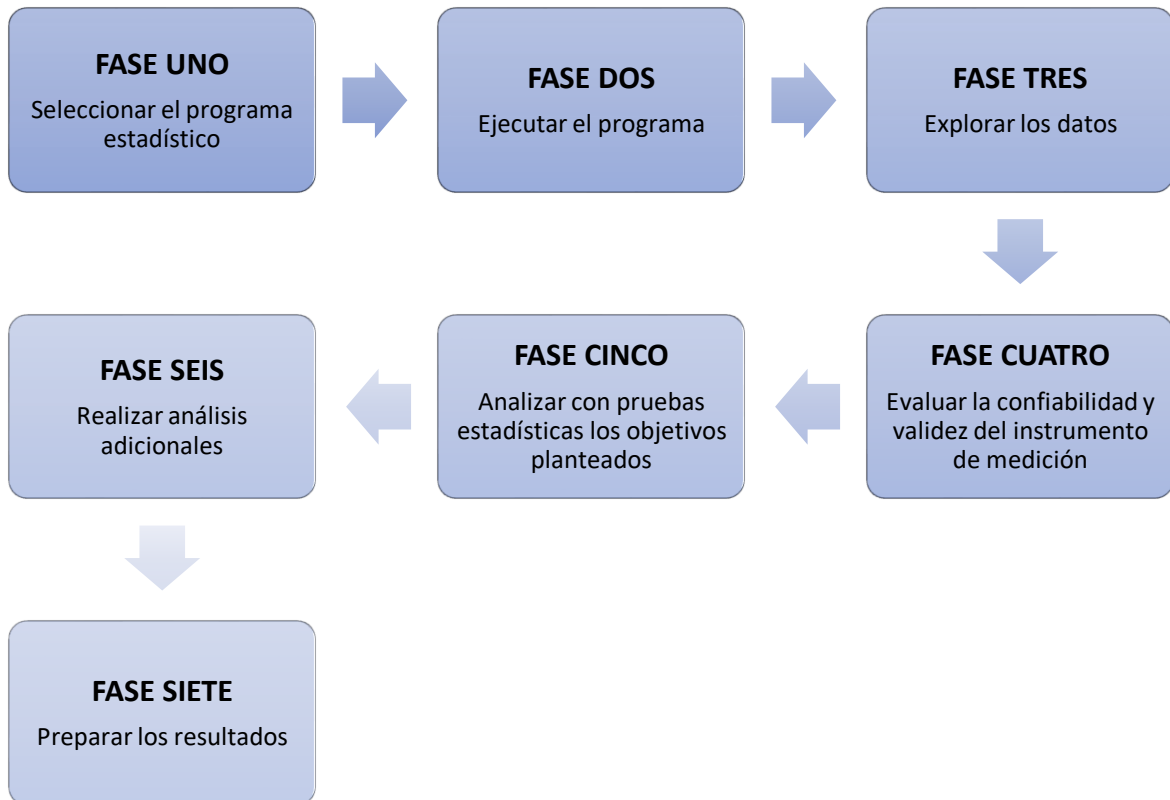 FASE UNO
Seleccionar el programa
estadístico
FASE DOS
Ejecutar el programa
FASE TRES
Explorar los datos
FASE CUATRO
Evaluar la confiabilidad y
validez del instrumento
de medición
FASE CINCO
Analizar con pruebas
estadísticas los objetivos
planteados
FASE SEIS
Realizar análisis
adicionales
FASE SIETE
Preparar los resultados